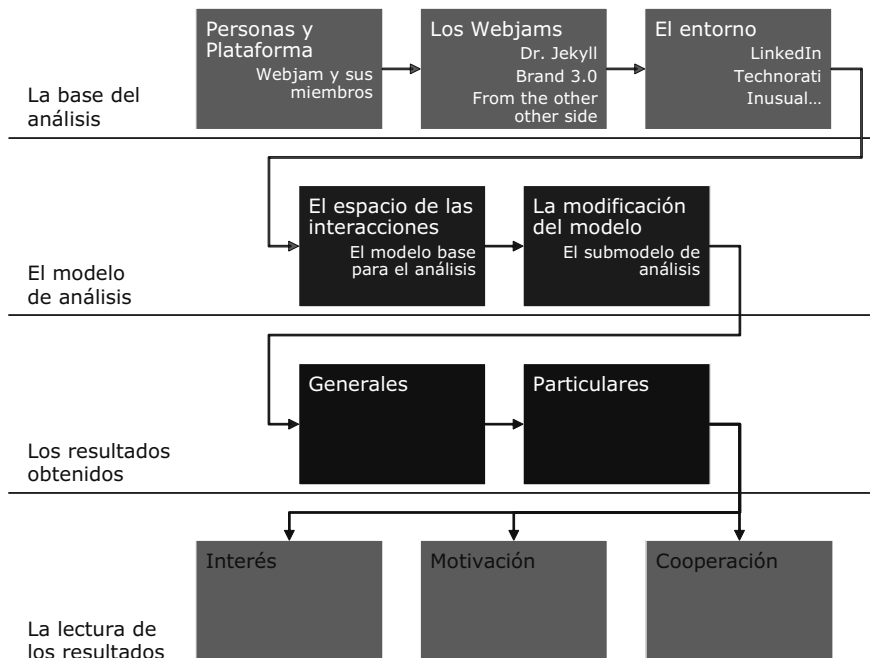 Personas y
Plataforma
Webjam y sus
miembros
Los Webjams
Dr. Jekyll
Brand 3.0
From the other
other side
El entorno
LinkedIn
Technorati
Inusual...
La base del
análisis
El espacio de las
interacciones
El modelo base
para el análisis
La modificación
del modelo
El submodelo de
análisis
El modelo
de análisis
Generales
Particulares
Los resultados
obtenidos
Interés
Motivación
Cooperación
La lectura de
los resultados